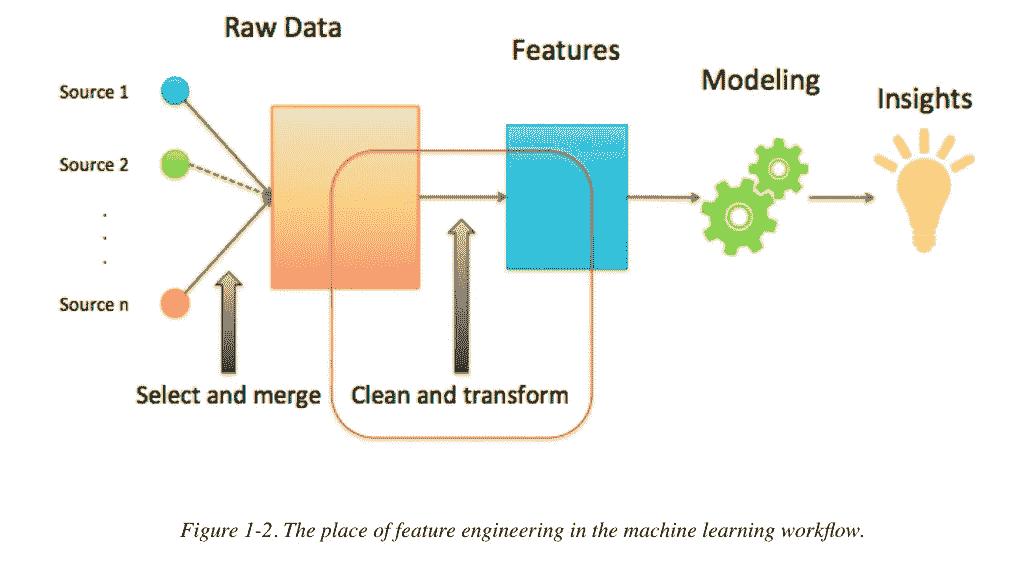 Raw Data
Features
Modeling
Insights
Source 1
Source 2
.
.
.
Source n
Select and merge
Clean and transform
Figure 1-2. The place of feature engineering in the machine learning workflow.